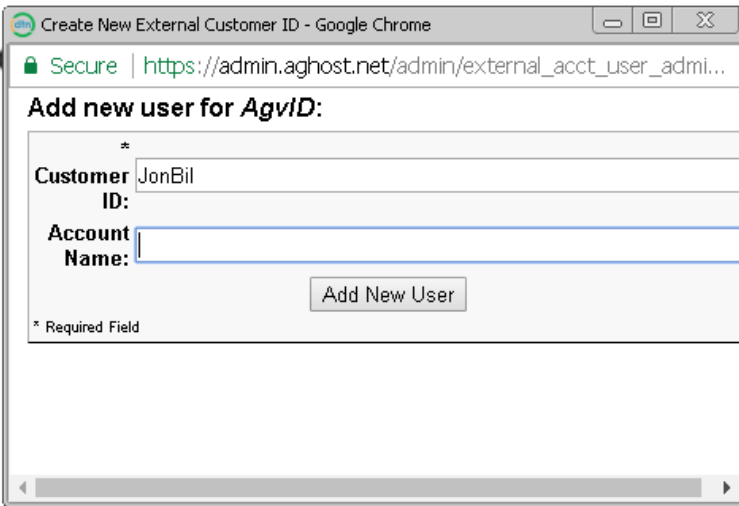 dtn Create New External Customer ID - Google Chrome
Secure | https://admin.aghost.net/admin/external_acct_user_admi...
Add new user for AgvID:
*
Customer ID: JonBil
Account Name:
Add New User
* Required Field